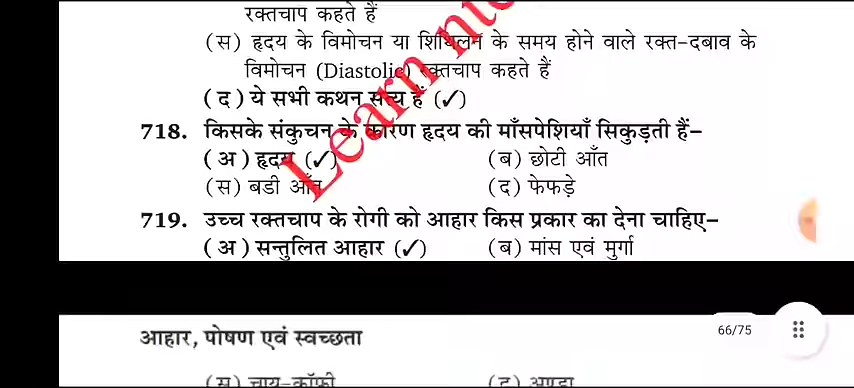 रक्तचाप कहते हैं
(स) हृदय के विमोचन या शिथिलन के समय होने वाले रक्त-दबाव के
विमोचन (Diastolic) रक्तचाप कहते हैं
(द) ये सभी कथन सत्य हैं (✓)
718. किसके संकुचन के कारण हृदय की माँसपेशियाँ सिकुड़ती हैं–
(अ) हृदय (✓) (ब) छोटी आँत
(स) बडी आँत (द) फेफड़े
719. उच्च रक्तचाप के रोगी को आहार किस प्रकार का देना चाहिए–
(अ) सन्तुलित आहार (✓) (ब) मांस एवं मुर्गा
66/75
आहार, पोषण एवं स्वच्छता
(स) चाय-कॉफी (द) अण्डा
Learn